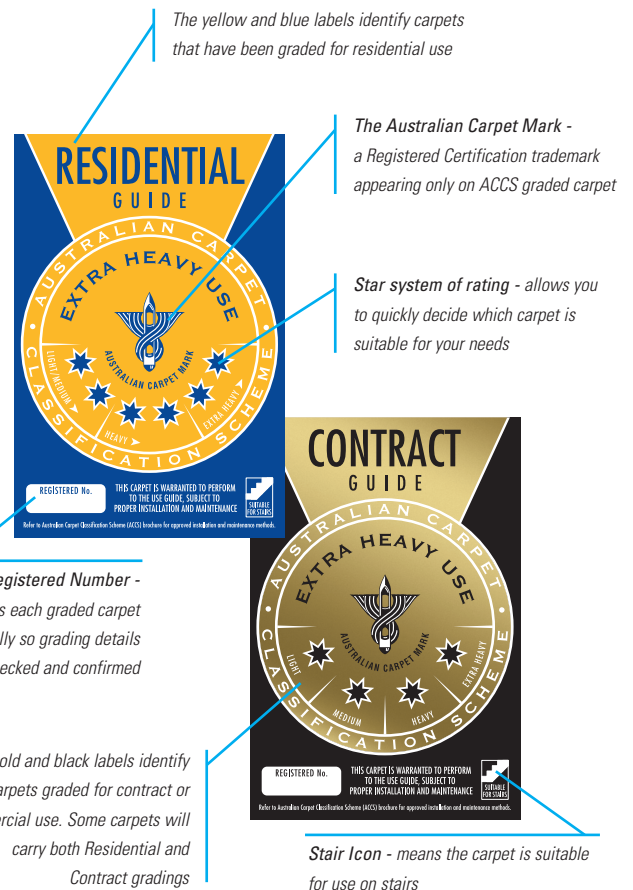 The yellow and blue labels identify carpets
that have been graded for residential use
RESIDENTIAL
GUIDE
AUSTRALIAN CARPET
CLASSIFICATION SCHEME
EXTRA HEAVY USE
AUSTRALIAN CARPET MARK
LIGHT/MEDIUM
HEAVY
EXTRA HEAVY
REGISTERED No.
THIS CARPET IS WARRANTED TO PERFORM
TO THE USE GUIDE, SUBJECT TO
PROPER INSTALLATION AND MAINTENANCE
SUITABLE
FOR STAIRS
Refer to Australian Carpet Classification Scheme (ACCS) brochure for approved installation and maintenance methods.
The Australian Carpet Mark -
a Registered Certification trademark
appearing only on ACCS graded carpet
Star system of rating - allows you
to quickly decide which carpet is
suitable for your needs
egistered Number -
s each graded carpet
lly so grading details
ecked and confirmed
CONTRACT
GUIDE
AUSTRALIAN CARPET
CLASSIFICATION SCHEME
EXTRA HEAVY USE
AUSTRALIAN CARPET MARK
LIGHT
MEDIUM
HEAVY
EXTRA HEAVY
REGISTERED No.
THIS CARPET IS WARRANTED TO PERFORM
TO THE USE GUIDE, SUBJECT TO
PROPER INSTALLATION AND MAINTENANCE
SUITABLE
FOR STAIRS
Refer to Australian Carpet Classification Scheme (ACCS) brochure for approved installation and maintenance methods.
old and black labels identify
arpets graded for contract or
ercial use. Some carpets will
carry both Residential and
Contract gradings
Stair Icon - means the carpet is suitable
for use on stairs